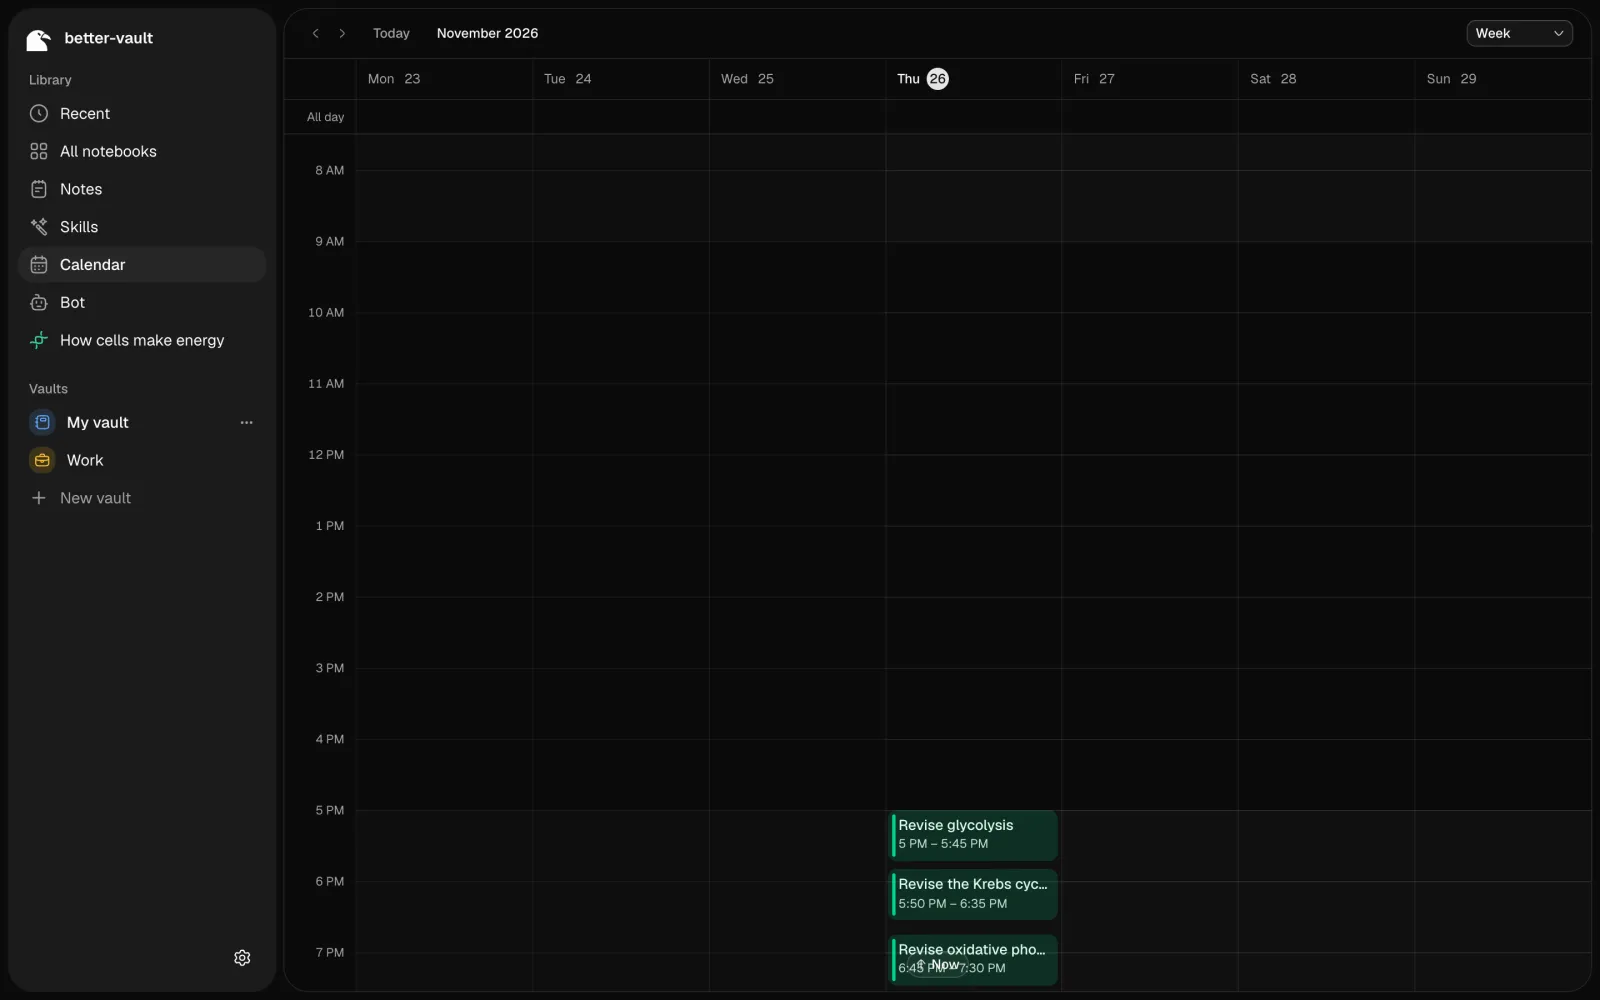 better-vault
Library
Recent
All notebooks
Notes
Skills
Calendar
Bot
How cells make energy
Vaults
My vault
Work
New vault
Today
November 2026
Week
Mon 23
Tue 24
Wed 25
Thu 26
Fri 27
Sat 28
Sun 29
All day
8 AM
9 AM
10 AM
11 AM
12 PM
1 PM
2 PM
3 PM
4 PM
5 PM
Revise glycolysis
5 PM – 5:45 PM
6 PM
Revise the Krebs cyc…
5:50 PM – 6:35 PM
7 PM
Revise oxidative pho…
6:45 PM – 7:30 PM
Now